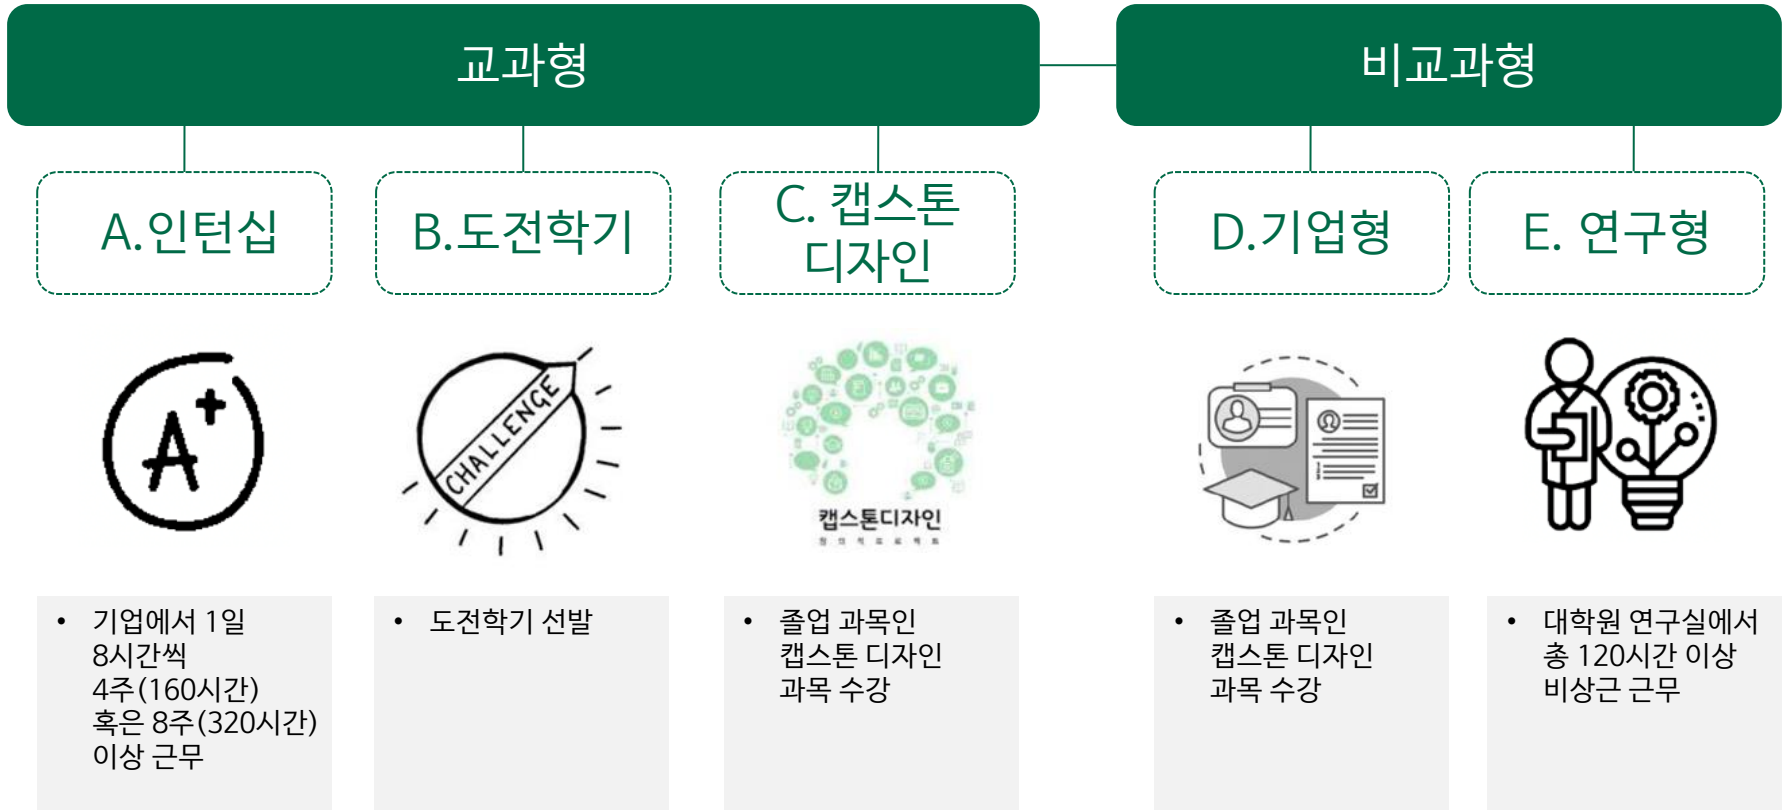 교과형
비교과형
A.인턴십
B.도전학기
C. 캡스톤
디자인
D.기업형
E. 연구형
A+
CHALLENGE
캡스톤디자인
• 기업에서 1일
8시간씩
4주(160시간)
혹은 8주(320시간)
이상 근무
• 도전학기 선발
• 졸업 과목인
캡스톤 디자인
과목 수강
• 졸업 과목인
캡스톤 디자인
과목 수강
• 대학원 연구실에서
총 120시간 이상
비상근 근무